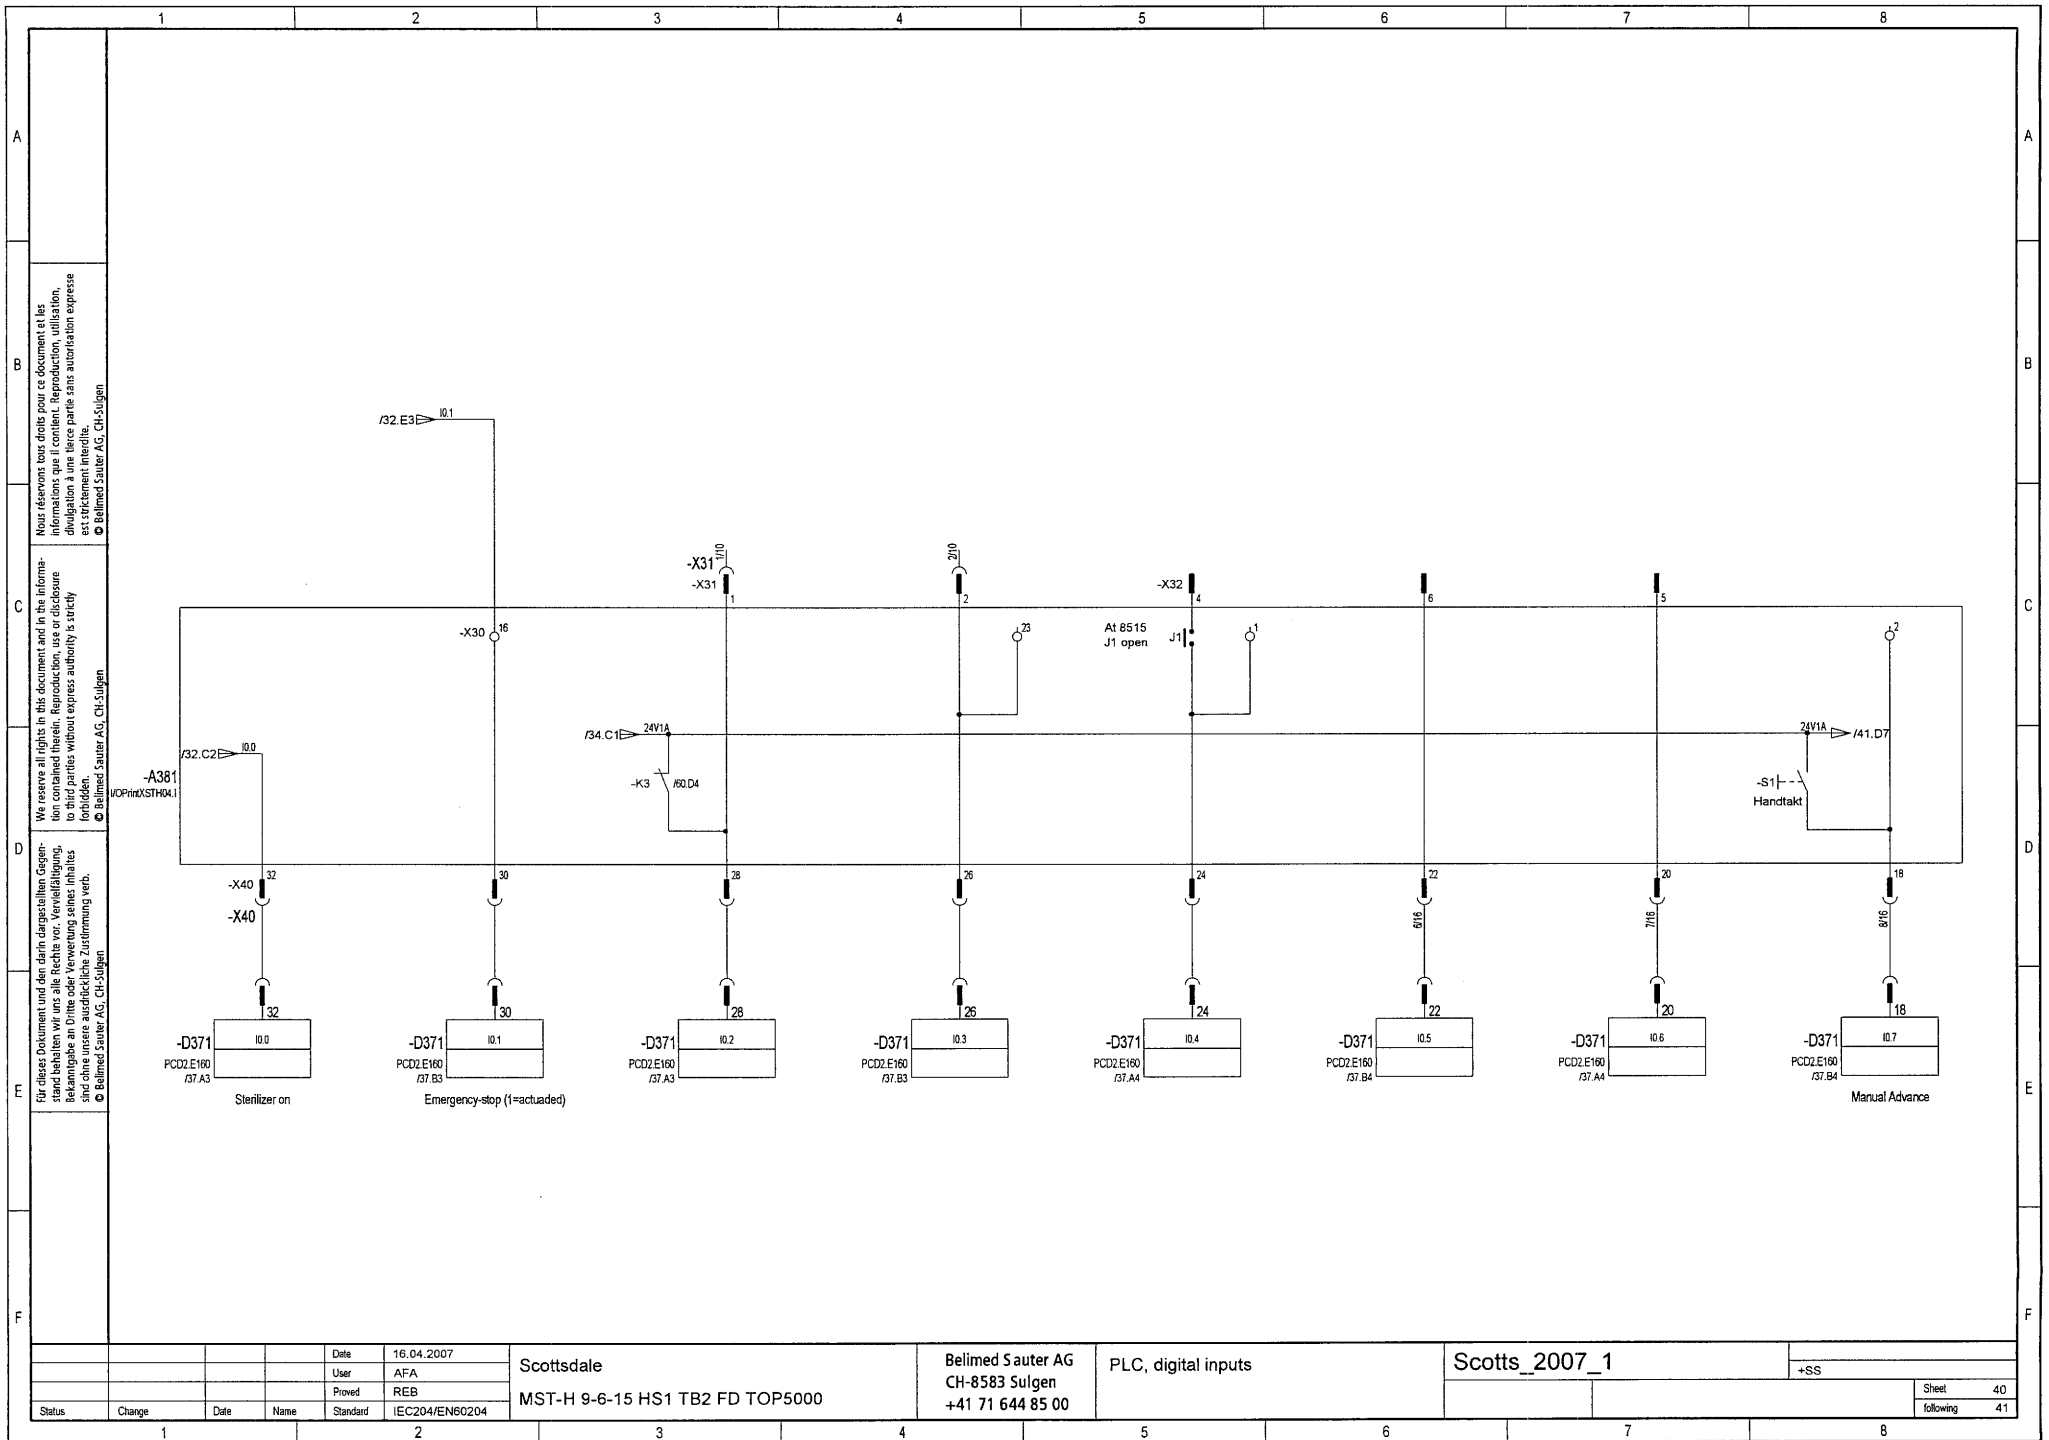 1 2 3 4 5 6 7 8
A A
B B
C C
D D
E E
F F
Nous réservons tous droits pour ce document et les
informations que il contient. Reproduction, utilisation,
divulgation à une tierce partie sans autorisation expresse
est strictement interdite.
© Belimed Sauter AG, CH-Sulgen
We reserve all rights in this document and in the informa-
tion contained therein. Reproduction, use or disclosure
to third parties without express authority is strictly
forbidden.
© Belimed Sauter AG, CH-Sulgen
Für dieses Dokument und den darin dargestellten Gegen-
stand behalten wir uns alle Rechte vor. Vervielfältigung,
Bekanntgabe an Dritte oder Verwertung seines Inhaltes
sind ohne unsere ausdrückliche Zustimmung verb.
© Belimed Sauter AG, CH-Sulgen
/32.E3 I0.1
-X31 1/10 2/10
-X31 -X32
1 2 4 6 5
-X30 16 23 At 8515 J1 1 2
J1 open
/34.C1 24V1A 24V1A /41.D7
/32.C2 I0.0
-A381
I/OPrintXSTH04.1
-K3 /60.D4
-S1
Handtakt
-X40 32 30 28 26 24 22 20 18
-X40 6/16 7/16 8/16
32 30 28 26 24 22 20 18
-D371 I0.0 -D371 I0.1 -D371 I0.2 -D371 I0.3 -D371 I0.4 -D371 I0.5 -D371 I0.6 -D371 I0.7
PCD2.E160 PCD2.E160 PCD2.E160 PCD2.E160 PCD2.E160 PCD2.E160 PCD2.E160 PCD2.E160
/37.A3 /37.B3 /37.A3 /37.B3 /37.A4 /37.B4 /37.A4 /37.B4
Sterilizer on Emergency-stop (1=actuaded) Manual Advance
Date 16.04.2007
User AFA
Proved REB
Status Change Date Name Standard IEC204/EN60204
Scottsdale
MST-H 9-6-15 HS1 TB2 FD TOP5000
Belimed Sauter AG
CH-8583 Sulgen
+41 71 644 85 00
PLC, digital inputs
Scotts_2007_1
+SS
Sheet 40
following 41
1 2 3 4 5 6 7 8